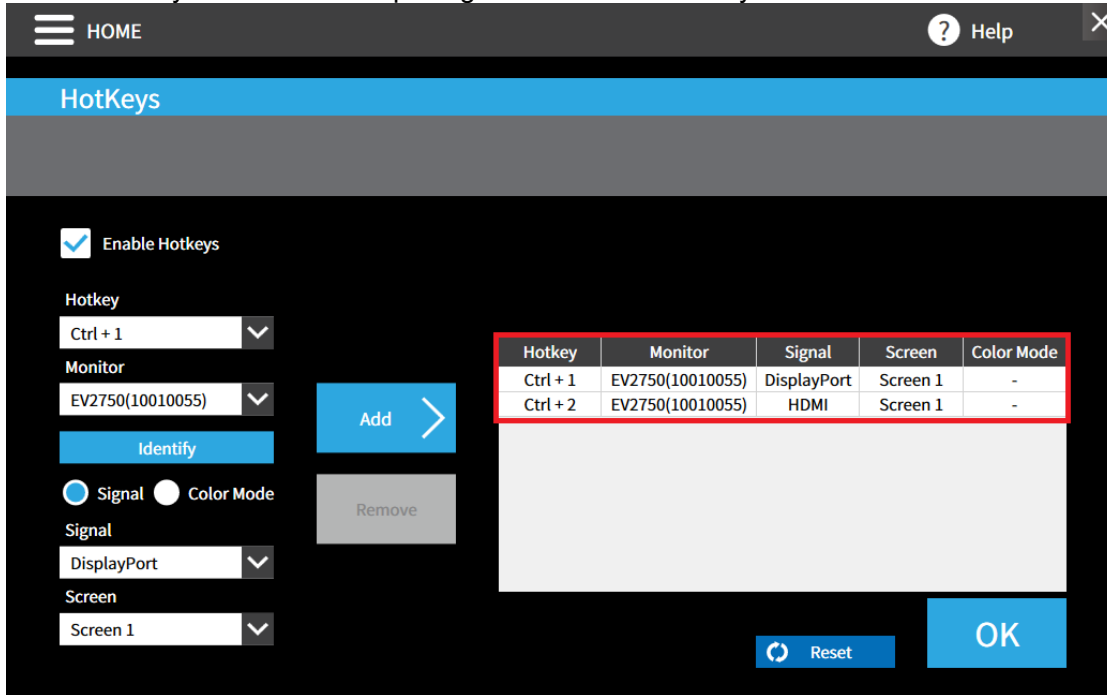 HOME
? Help
HotKeys
Enable Hotkeys
Hotkey
Ctrl + 1
Monitor
EV2750(10010055)
Identify
Signal Color Mode
Signal
DisplayPort
Screen
Screen 1
Add
Remove
Hotkey Monitor Signal Screen Color Mode
Ctrl + 1 EV2750(10010055) DisplayPort Screen 1 -
Ctrl + 2 EV2750(10010055) HDMI Screen 1 -
Reset
OK